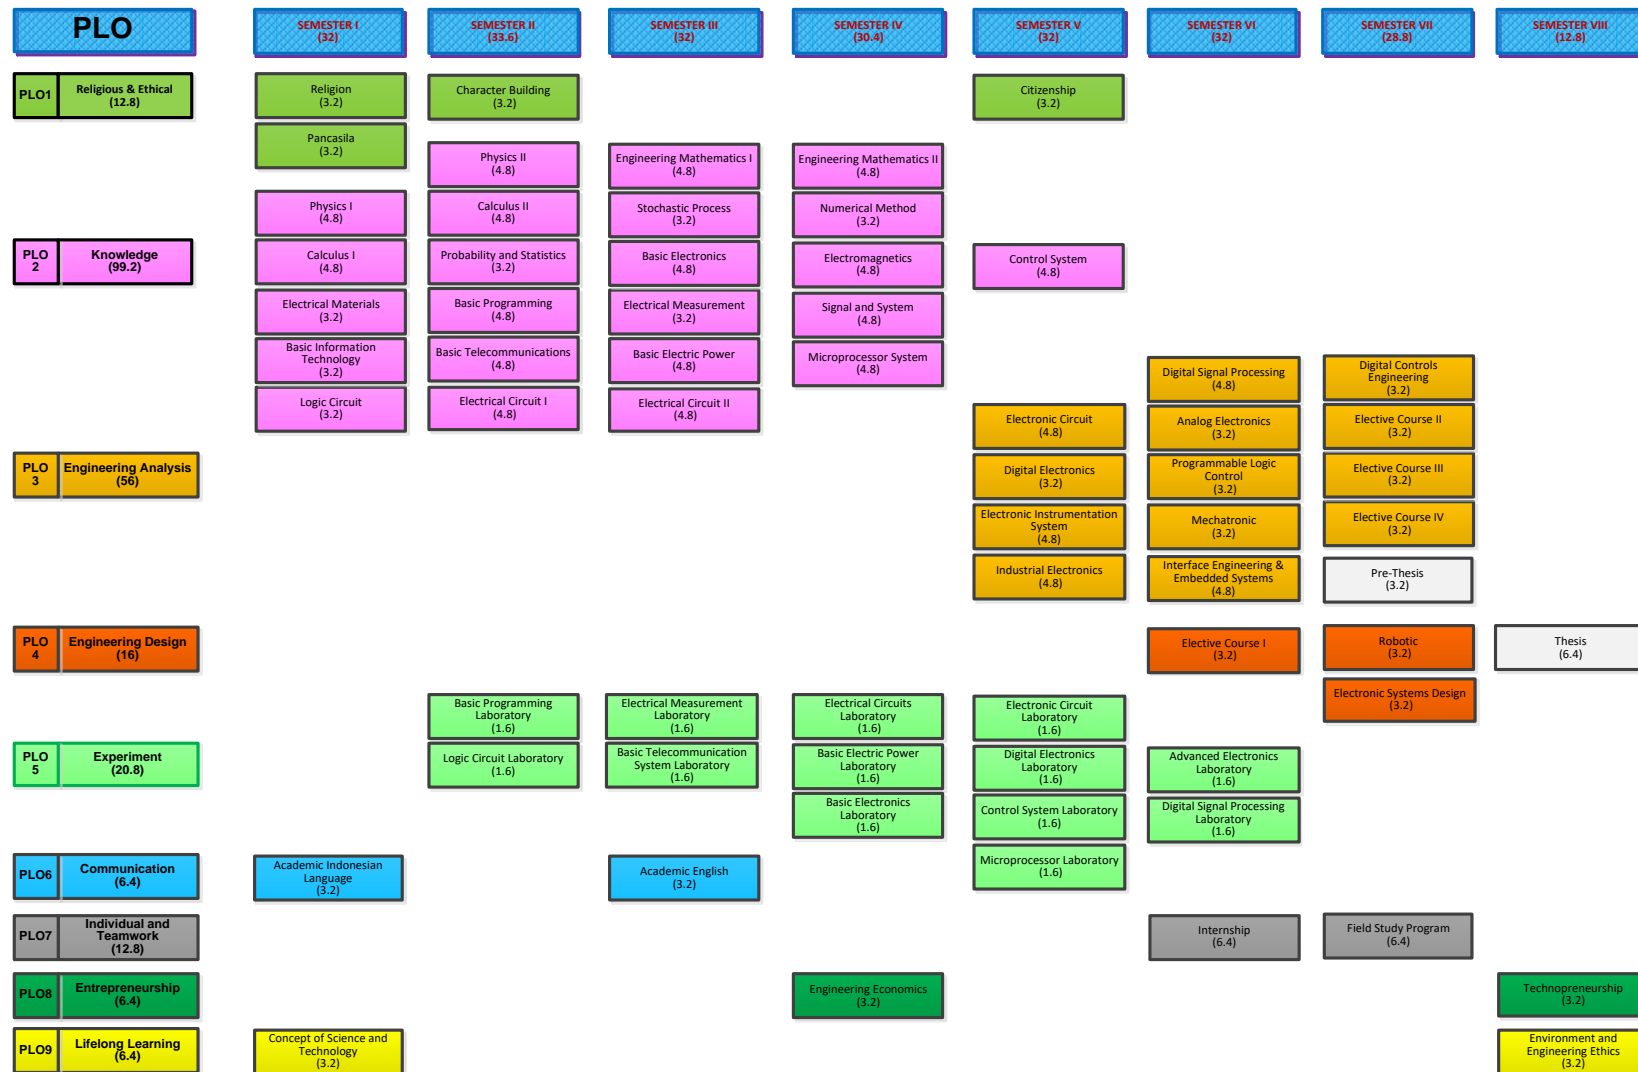 PLO
SEMESTER I
(32)
SEMESTER II
(33.6)
SEMESTER III
(32)
SEMESTER IV
(30.4)
SEMESTER V
(32)
SEMESTER VI
(32)
SEMESTER VII
(28.8)
SEMESTER VIII
(12.8)
PLO1
Religious & Ethical
(12.8)
Religion
(3.2)
Character Building
(3.2)
Citizenship
(3.2)
Pancasila
(3.2)
Physics II
(4.8)
Engineering Mathematics I
(4.8)
Engineering Mathematics II
(4.8)
Physics I
(4.8)
Calculus II
(4.8)
Stochastic Process
(3.2)
Numerical Method
(3.2)
PLO
2
Knowledge
(99.2)
Calculus I
(4.8)
Probability and Statistics
(3.2)
Basic Electronics
(4.8)
Electromagnetics
(4.8)
Control System
(4.8)
Electrical Materials
(3.2)
Basic Programming
(4.8)
Electrical Measurement
(3.2)
Signal and System
(4.8)
Basic Information
Technology
(3.2)
Basic Telecommunications
(4.8)
Basic Electric Power
(4.8)
Microprocessor System
(4.8)
Digital Signal Processing
(4.8)
Digital Controls
Engineering
(3.2)
Logic Circuit
(3.2)
Electrical Circuit I
(4.8)
Electrical Circuit II
(4.8)
Electronic Circuit
(4.8)
Analog Electronics
(3.2)
Elective Course II
(3.2)
PLO
3
Engineering Analysis
(56)
Digital Electronics
(3.2)
Programmable Logic
Control
(3.2)
Elective Course III
(3.2)
Electronic Instrumentation
System
(4.8)
Mechatronic
(3.2)
Elective Course IV
(3.2)
Industrial Electronics
(4.8)
Interface Engineering &
Embedded Systems
(4.8)
Pre-Thesis
(3.2)
PLO
4
Engineering Design
(16)
Elective Course I
(3.2)
Robotic
(3.2)
Thesis
(6.4)
Electronic Systems Design
(3.2)
Basic Programming
Laboratory
(1.6)
Electrical Measurement
Laboratory
(1.6)
Electrical Circuits
Laboratory
(1.6)
Electronic Circuit
Laboratory
(1.6)
PLO
5
Experiment
(20.8)
Logic Circuit Laboratory
(1.6)
Basic Telecommunication
System Laboratory
(1.6)
Basic Electric Power
Laboratory
(1.6)
Digital Electronics
Laboratory
(1.6)
Advanced Electronics
Laboratory
(1.6)
Basic Electronics
Laboratory
(1.6)
Control System Laboratory
(1.6)
Digital Signal Processing
Laboratory
(1.6)
Microprocessor Laboratory
(1.6)
PLO6
Communication
(6.4)
Academic Indonesian
Language
(3.2)
Academic English
(3.2)
PLO7
Individual and
Teamwork
(12.8)
Internship
(6.4)
Field Study Program
(6.4)
PLO8
Entrepreneurship
(6.4)
Engineering Economics
(3.2)
Technopreneurship
(3.2)
PLO9
Lifelong Learning
(6.4)
Concept of Science and
Technology
(3.2)
Environment and
Engineering Ethics
(3.2)